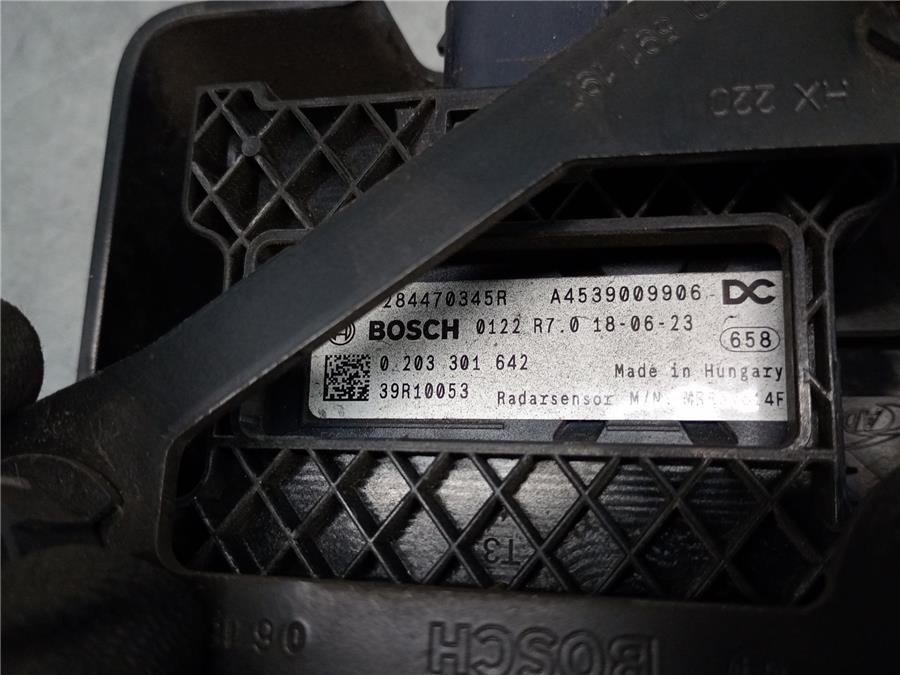 HX 220
284470345R A4539009906 DC
BOSCH 0122 R7.0 18-06-23 658
0 203 301 642
Made in Hungary
39R10053 Radarsensor M/N:
T3
BOSCH